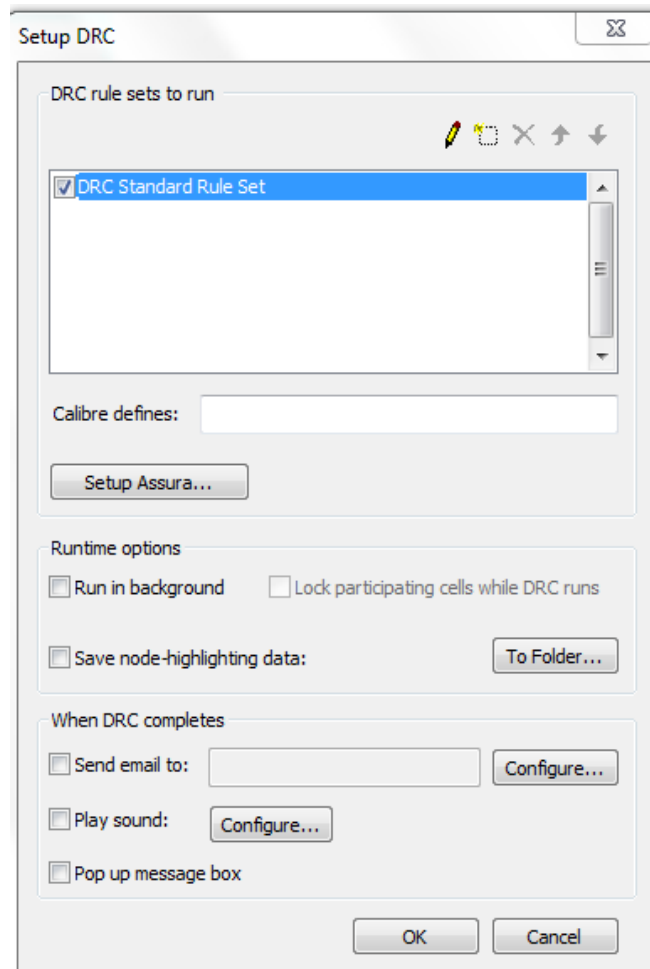 Setup DRC
DRC rule sets to run
DRC Standard Rule Set
Calibre defines:
Setup Assura...
Runtime options
Run in background
Lock participating cells while DRC runs
Save node-highlighting data:
To Folder...
When DRC completes
Send email to:
Configure...
Play sound:
Configure...
Pop up message box
OK
Cancel